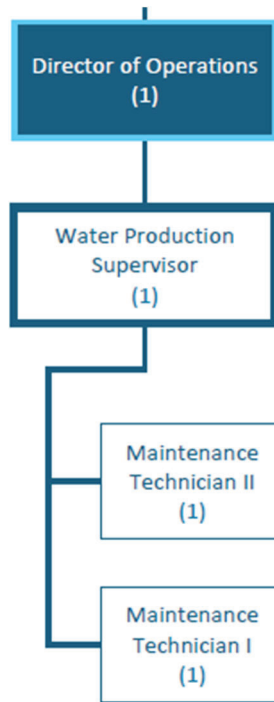 Director of Operations
(1)
Water Production
Supervisor
(1)
Maintenance
Technician II
(1)
Maintenance
Technician I
(1)